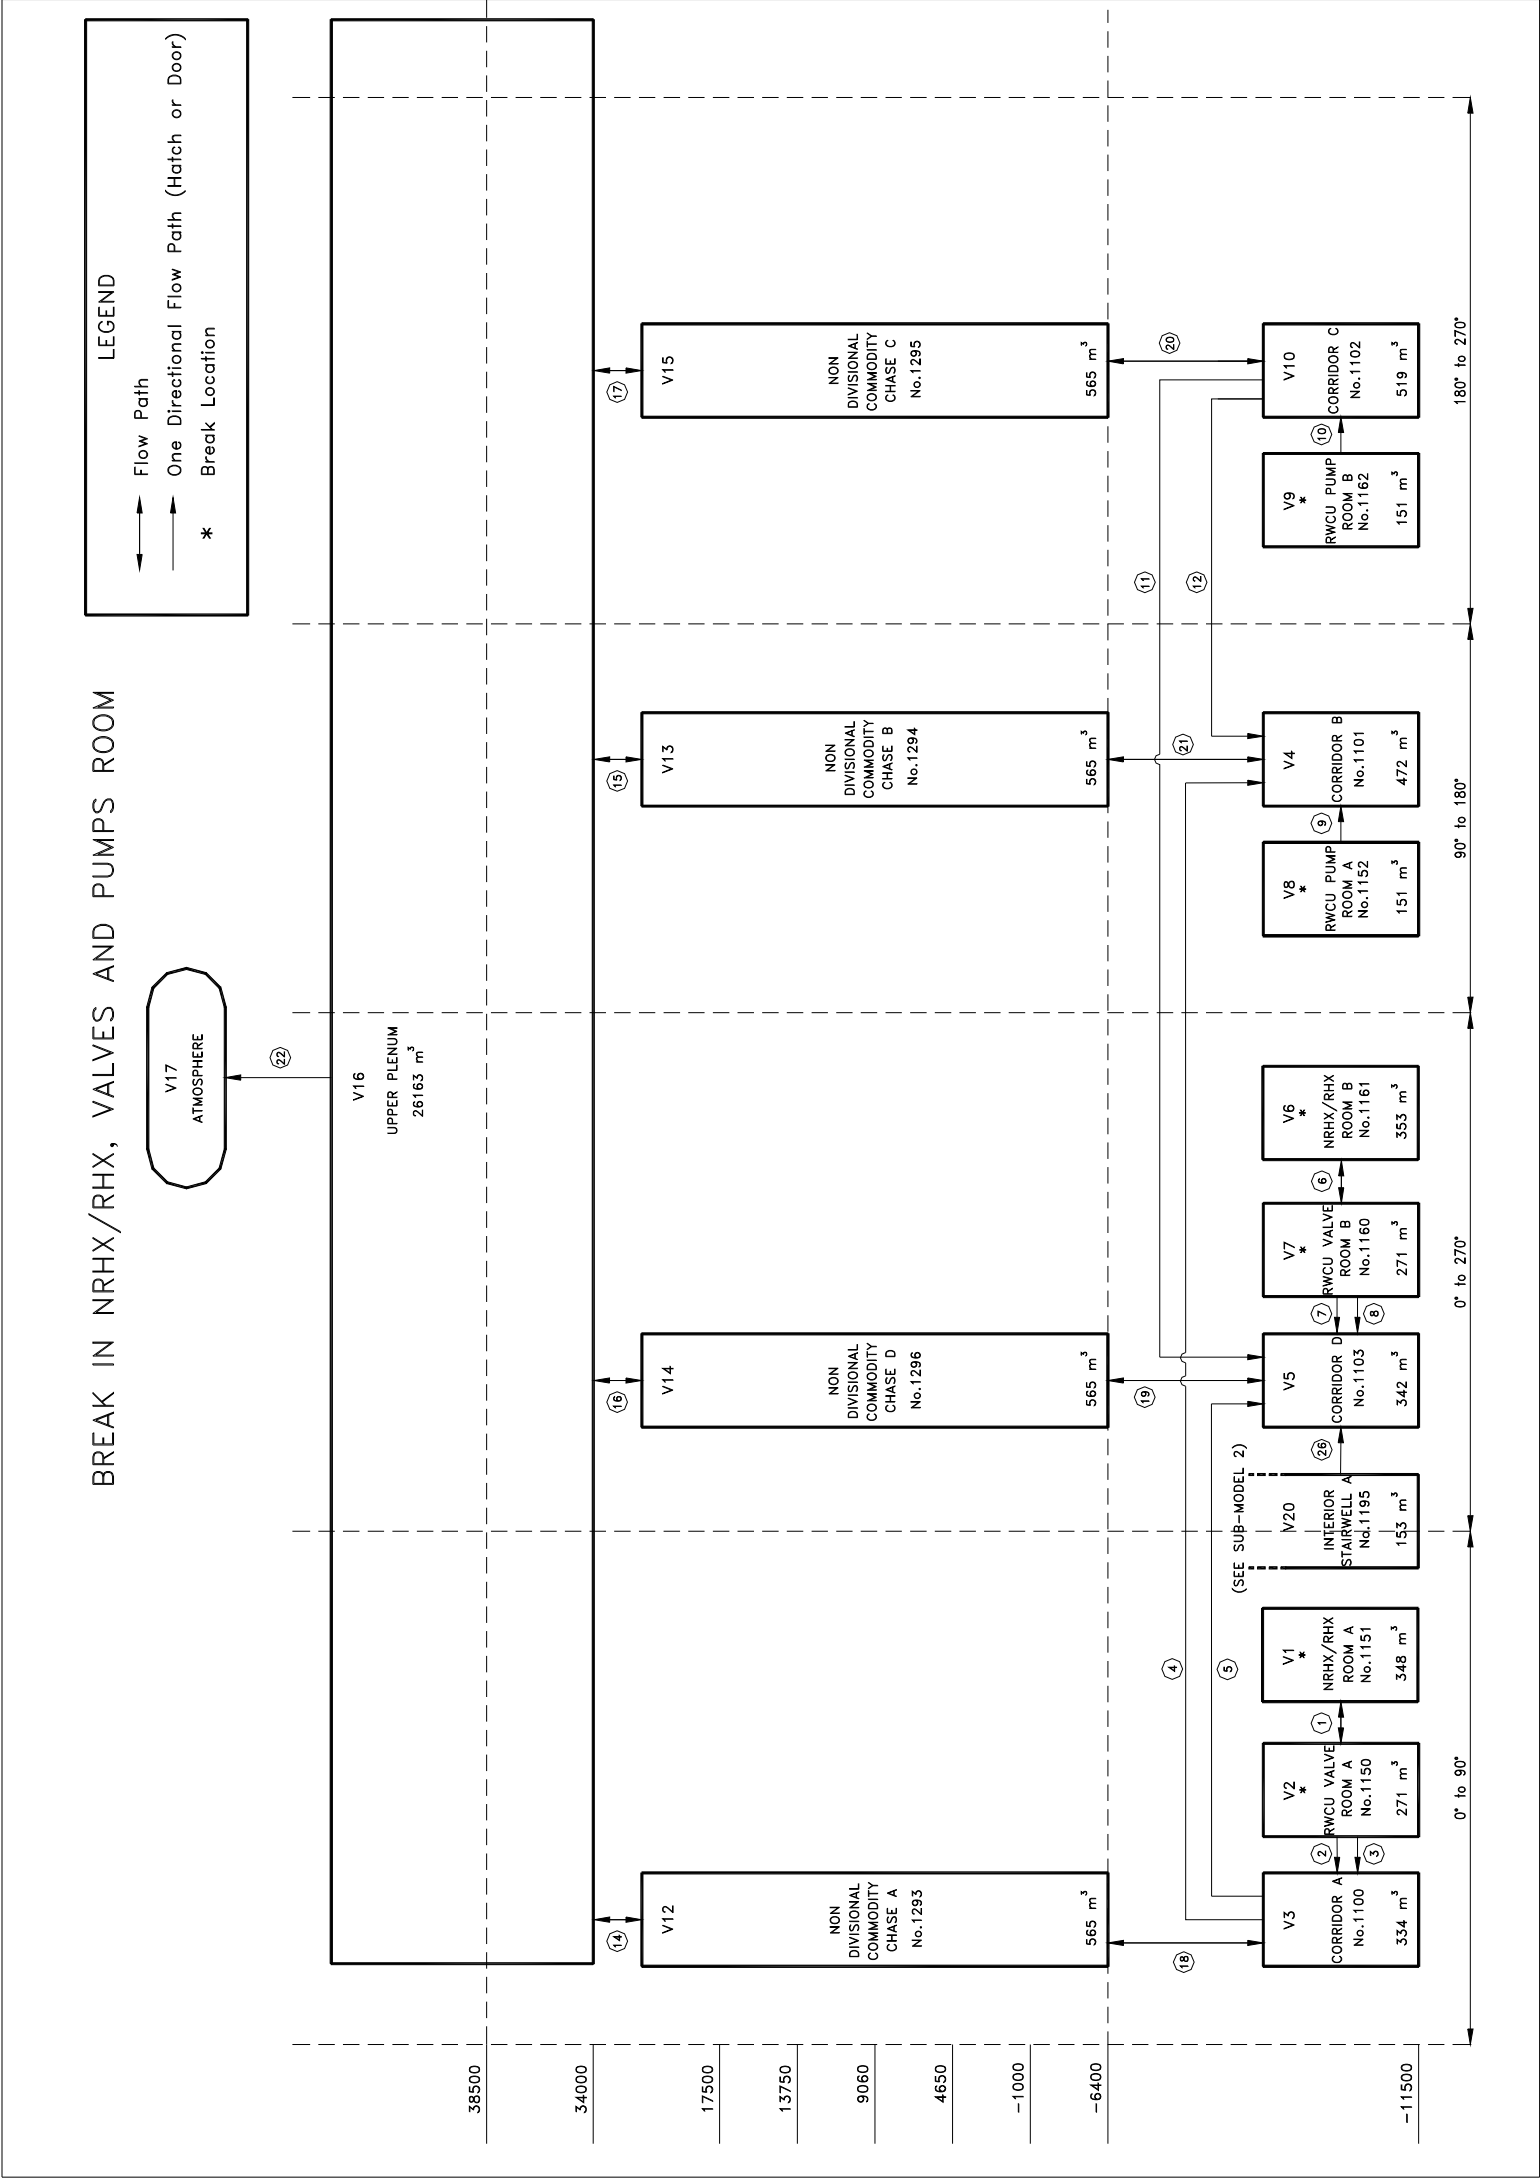 BREAK IN NRHX/RHX, VALVES AND PUMPS ROOM
LEGEND
Flow Path
One Directional Flow Path (Hatch or Door)
* Break Location
V17
ATMOSPHERE
22
V16
UPPER PLENUM
26163 m³
38500
34000
17500
13750
9060
4650
-1000
-6400
-11500
14
16
15
17
V12
NON
DIVISIONAL
COMMODITY
CHASE A
No.1293
565 m³
V14
NON
DIVISIONAL
COMMODITY
CHASE D
No.1296
565 m³
V13
NON
DIVISIONAL
COMMODITY
CHASE B
No.1294
565 m³
V15
NON
DIVISIONAL
COMMODITY
CHASE C
No.1295
565 m³
18
4
5
19
11
12
21
20
(SEE SUB-MODEL 2)
V3
CORRIDOR A
No.1100
334 m³
2
3
V2
*
RWCU VALVE
ROOM A
No.1150
271 m³
1
V1
*
NRHX/RHX
ROOM A
No.1151
348 m³
V20
INTERIOR
STAIRWELL A
No.1195
153 m³
26
V5
CORRIDOR D
No.1103
342 m³
7
8
V7
*
RWCU VALVE
ROOM B
No.1160
271 m³
6
V6
*
NRHX/RHX
ROOM B
No.1161
353 m³
V8
*
RWCU PUMP
ROOM A
No.1152
151 m³
9
V4
CORRIDOR B
No.1101
472 m³
V9
*
RWCU PUMP
ROOM B
No.1162
151 m³
10
V10
CORRIDOR C
No.1102
519 m³
0° to 90°
0° to 270°
90° to 180°
180° to 270°